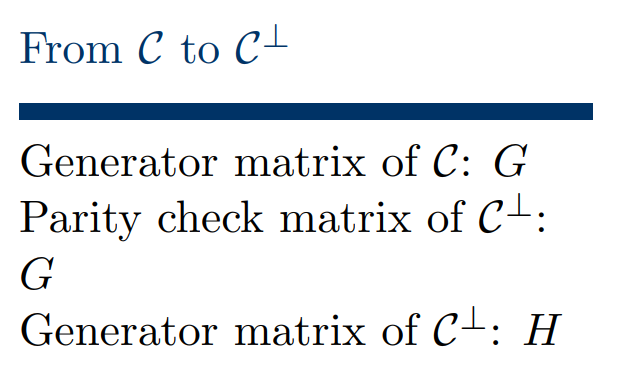 From 𝒞 to 𝒞⊥
Generator matrix of 𝒞: G
Parity check matrix of 𝒞⊥:
G
Generator matrix of 𝒞⊥: H